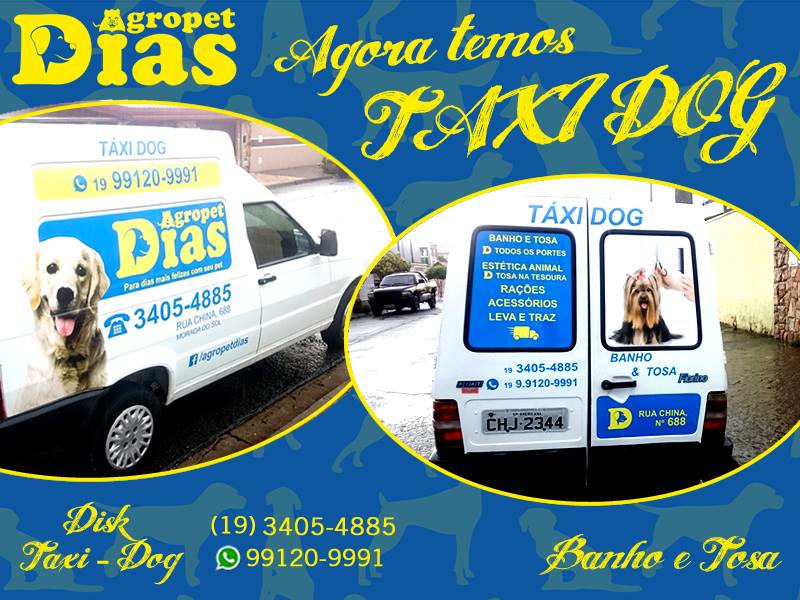 Agropet
Dias
Agora temos
TAXI DOG
TÁXI DOG
19 99120-9991
Agropet
Dias
Para dias mais felizes com seu pet
3405-4885
RUA CHINA, 688
MORADA DO SOL
/agropetdias
TÁXI DOG
BANHO E TOSA
TODOS OS PORTES
ESTÉTICA ANIMAL
TOSA NA TESOURA
RAÇÕES
ACESSÓRIOS
LEVA E TRAZ
19 3405-4885
19 9.9120-9991
BANHO
& TOSA
FIAT
Fiorino
SP-AMERICANA
CHJ-2344
RUA CHINA,
Nº 688
Disk
Taxi - Dog
(19) 3405-4885
99120-9991
Banho e Tosa